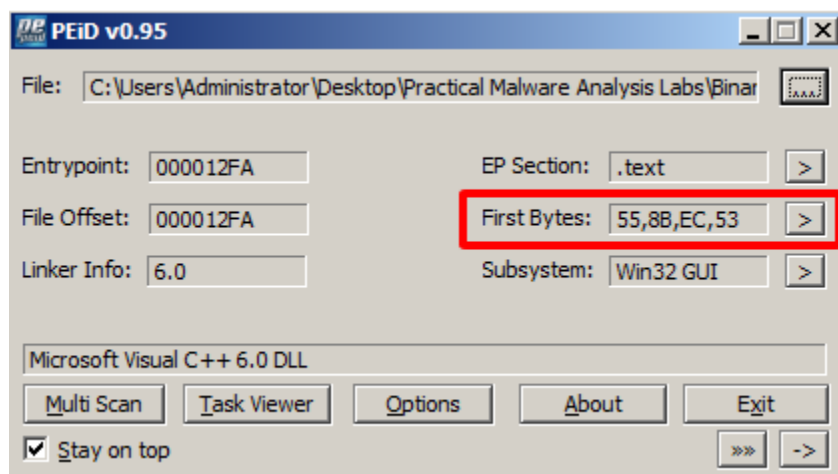 PEiD v0.95
File: C:\Users\Administrator\Desktop\Practical Malware Analysis Labs\Binar ...
Entrypoint: 000012FA EP Section: .text >
File Offset: 000012FA First Bytes: 55,8B,EC,53 >
Linker Info: 6.0 Subsystem: Win32 GUI >
Microsoft Visual C++ 6.0 DLL
Multi Scan Task Viewer Options About Exit
Stay on top »» ->